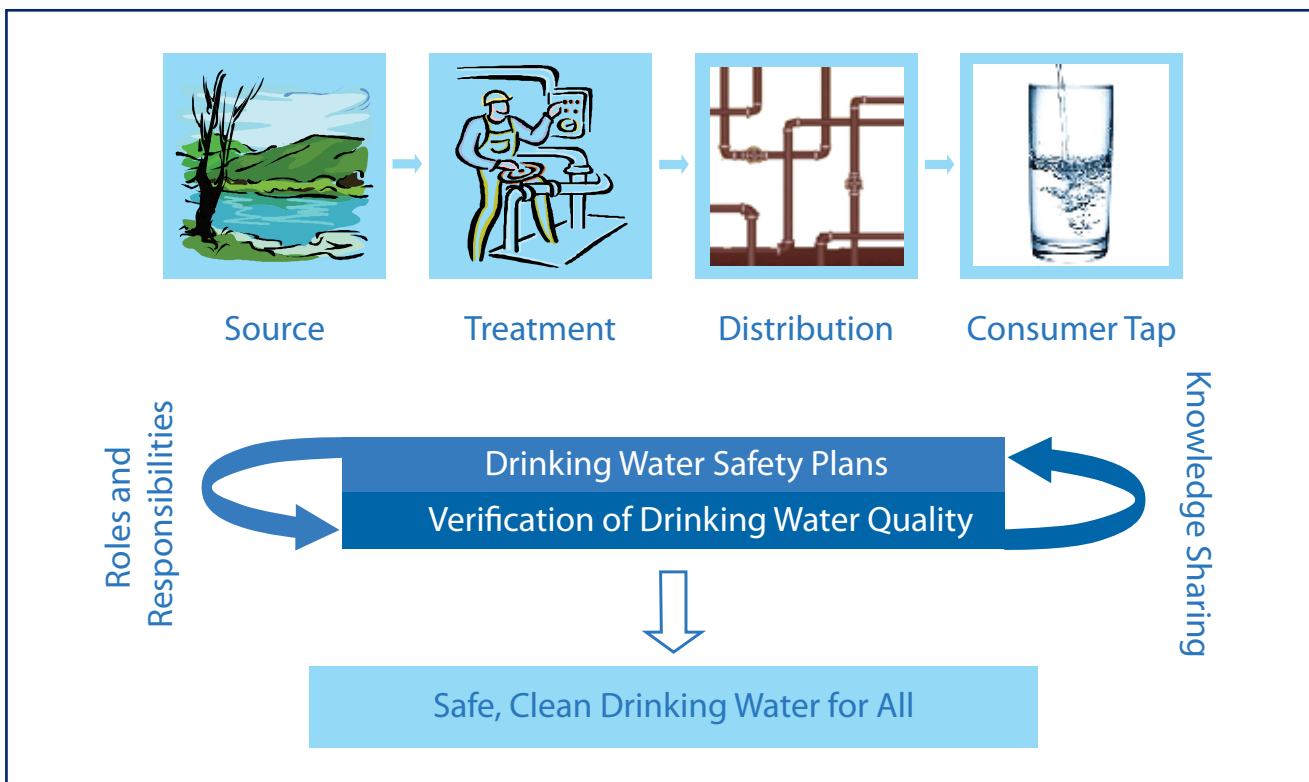 Source
Treatment
Distribution
Consumer Tap
Roles and
Responsibilities
Drinking Water Safety Plans
Verification of Drinking Water Quality
Knowledge Sharing
Safe, Clean Drinking Water for All